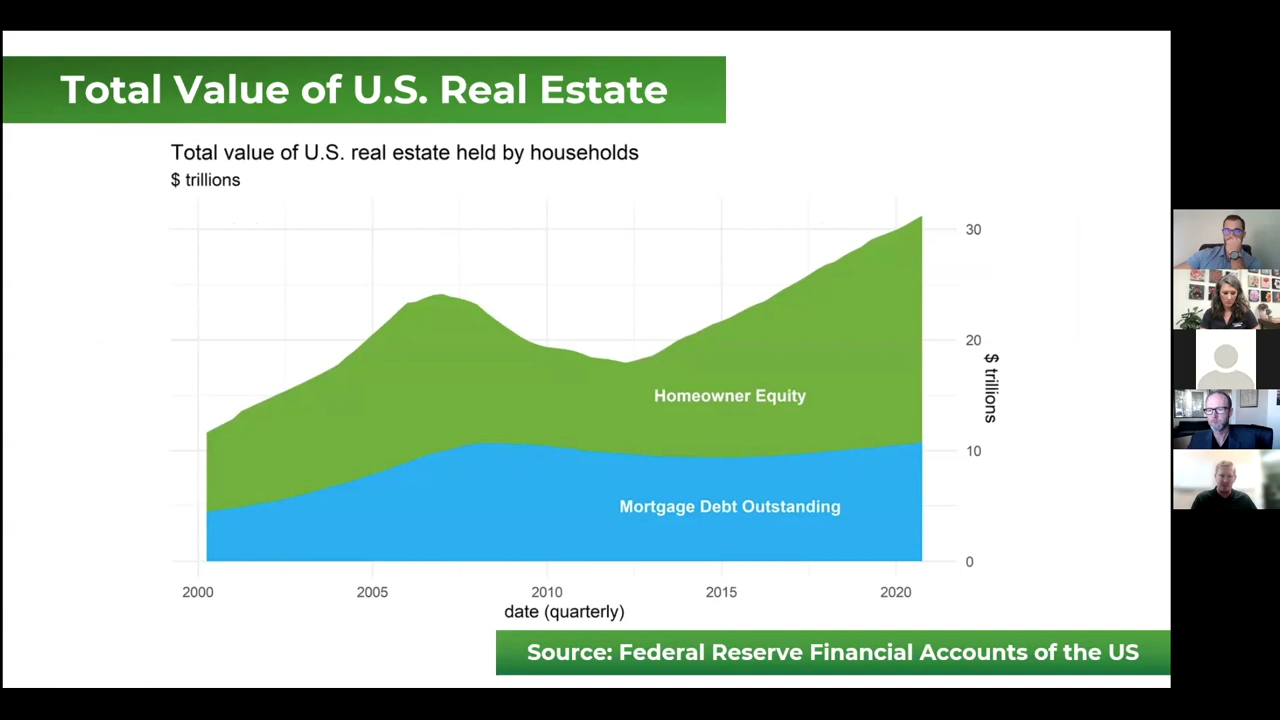 Total Value of U.S. Real Estate
Total value of U.S. real estate held by households
$ trillions
30
20
10
0
$ trillions
Homeowner Equity
Mortgage Debt Outstanding
2000
2005
2010
2015
2020
date (quarterly)
Source: Federal Reserve Financial Accounts of the US